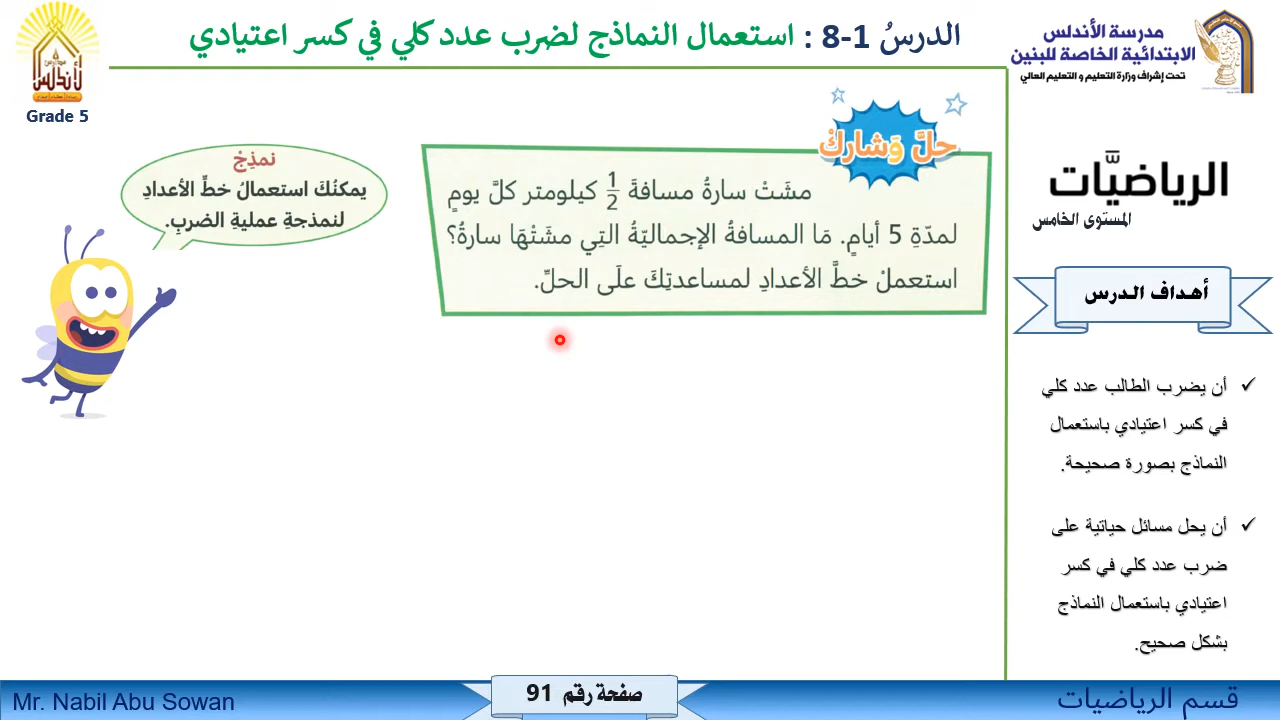 مدرسة الأندلس
الابتدائية الخاصة للبنين
تحت إشراف وزارة التعليم و التعليم العالي
الدرسُ 1-8 : استعمال النماذج لضرب عدد كلي في كسر اعتيادي
Grade 5
حلَّ وَشاركْ
مشَتْ سارةُ مسافةَ 1/2 كيلومتر كلَّ يومٍ
لمدّةِ 5 أيامٍ. مَا المسافةُ الإجماليّةُ التِي مشَتْهَا سارةُ؟
استعملْ خطَّ الأعدادِ لمساعدتِكَ علَى الحلِّ.
نمذِجْ
يمكنُكَ استعمالُ خطِّ الأعدادِ
لنمذجةِ عمليةِ الضربِ.
الرياضيَّات
المستوى الخامس
أهداف الدرس
✓ أن يضرب الطالب عدد كلي
في كسر اعتيادي باستعمال
النماذج بصورة صحيحة.
✓ أن يحل مسائل حياتية على
ضرب عدد كلي في كسر
اعتيادي باستعمال النماذج
بشكل صحيح.
قسم الرياضيات
صفحة رقم 91
Mr. Nabil Abu Sowan